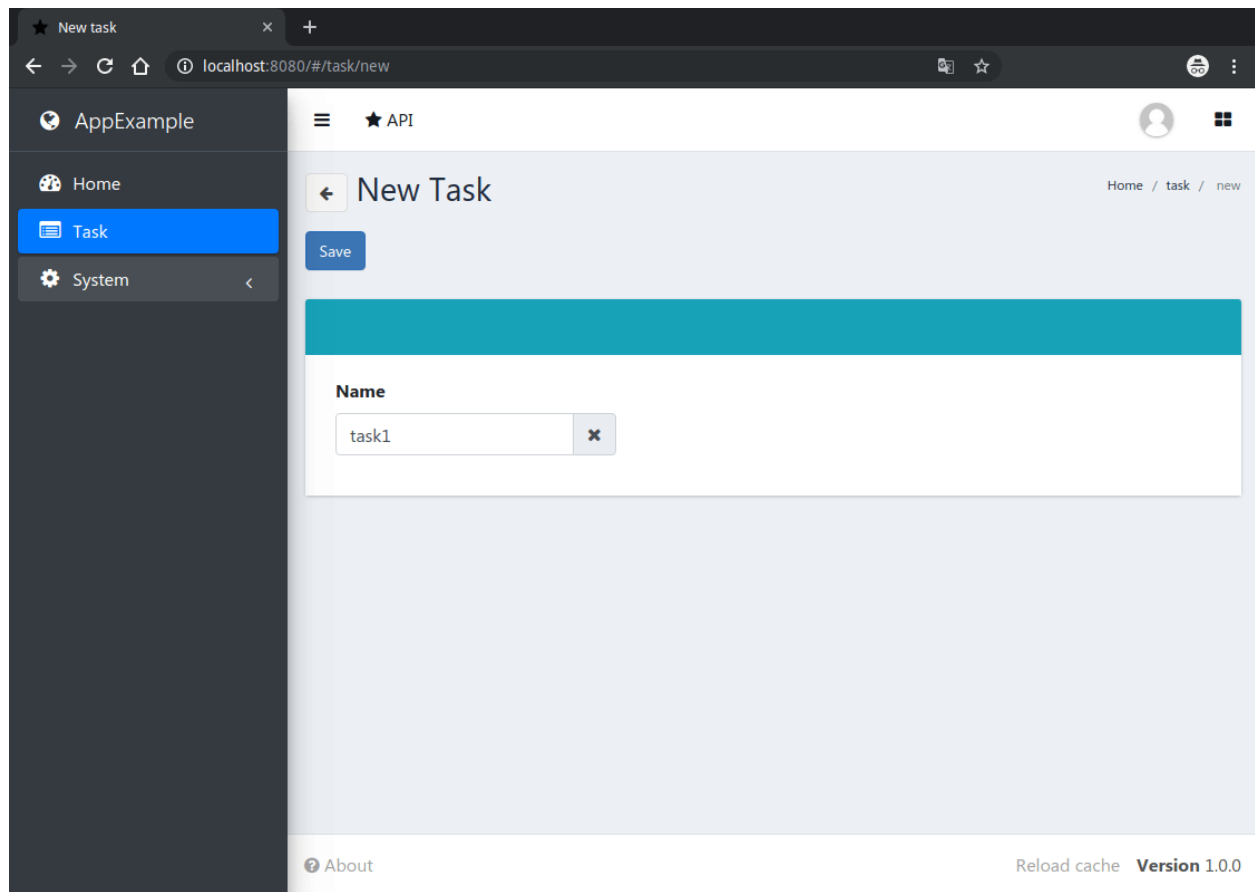 New task
localhost:8080/#/task/new
AppExample
API
Home
Task
System
New Task
Home / task / new
Save
Name
task1
About
Reload cache Version 1.0.0